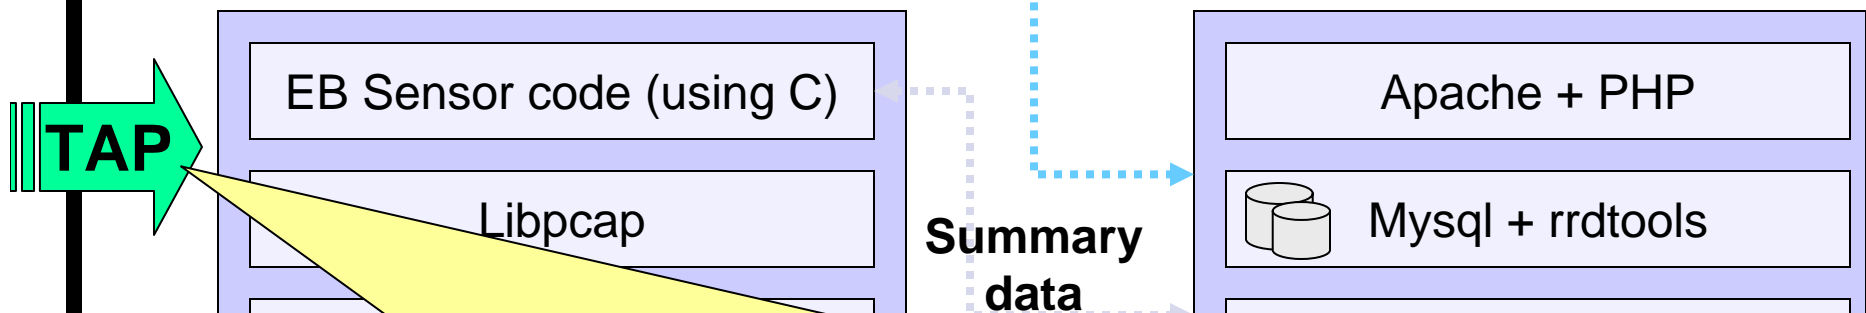 EB Sensor code (using C)
Apache + PHP
TAP
Libpcap
Mysql + rrdtools
Summary
data